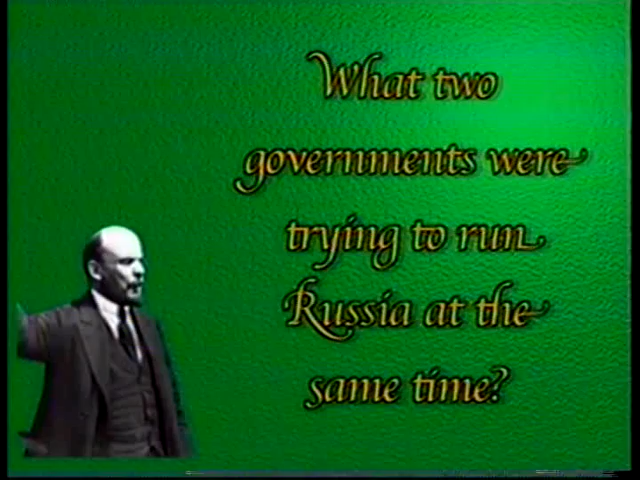 What two
governments were
trying to run
Russia at the
same time?